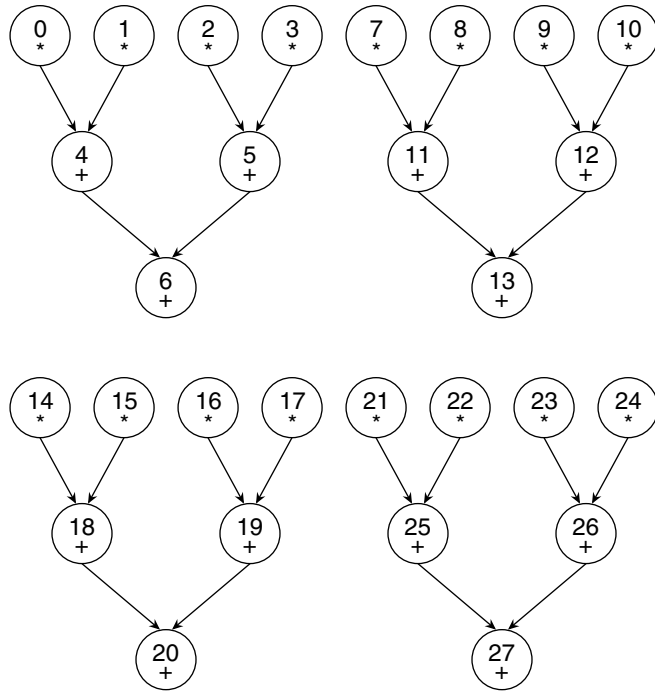 0 1 2 3 7 8 9 10
* * * * * * * *
4 5 11 12
+ + + +
6 13
+ +
14 15 16 17 21 22 23 24
* * * * * * * *
18 19 25 26
+ + + +
20 27
+ +